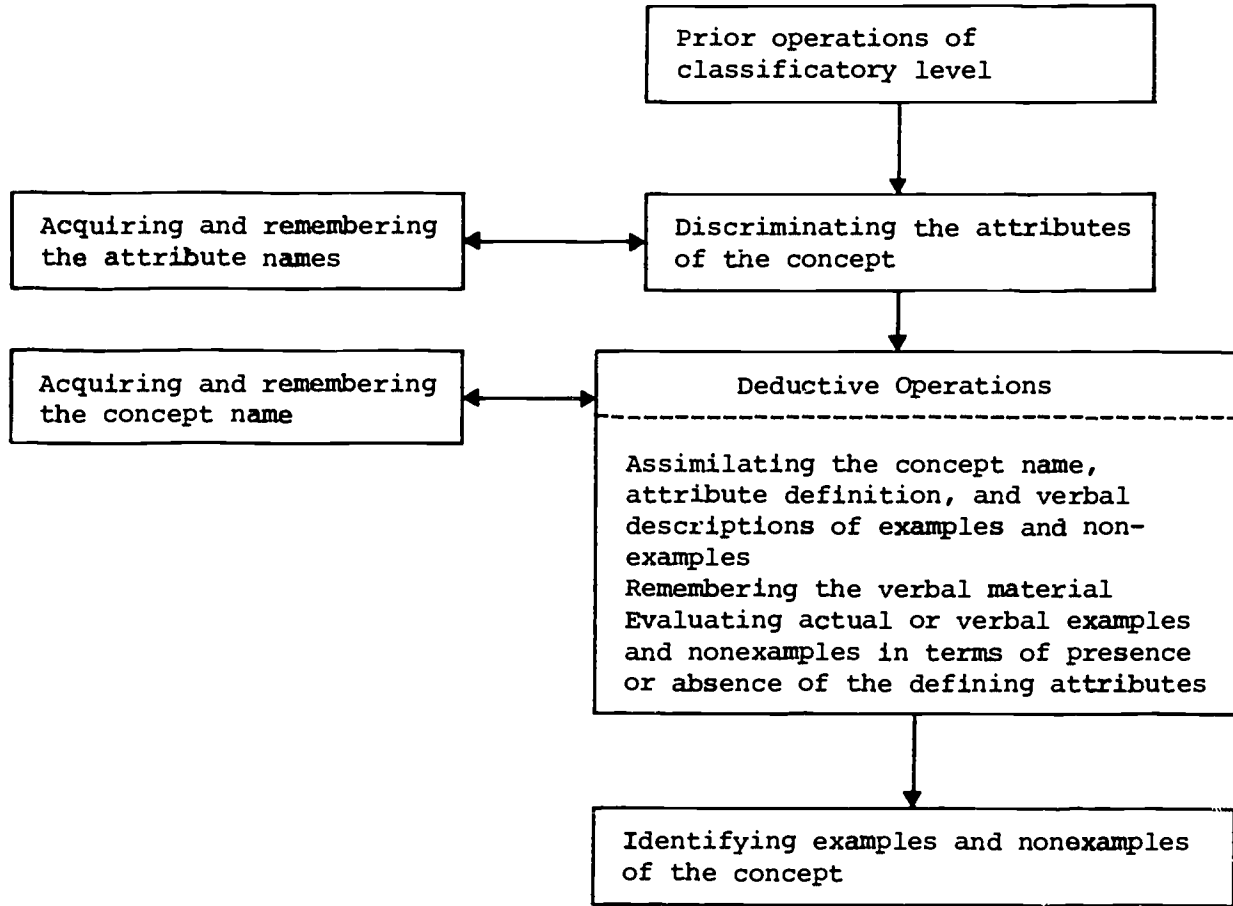 Prior operations of
classificatory level
Acquiring and remembering
the attribute names
Discriminating the attributes
of the concept
Acquiring and remembering
the concept name
Deductive Operations
Assimilating the concept name,
attribute definition, and verbal
descriptions of examples and non-
examples
Remembering the verbal material
Evaluating actual or verbal examples
and nonexamples in terms of presence
or absence of the defining attributes
Identifying examples and nonexamples
of the concept